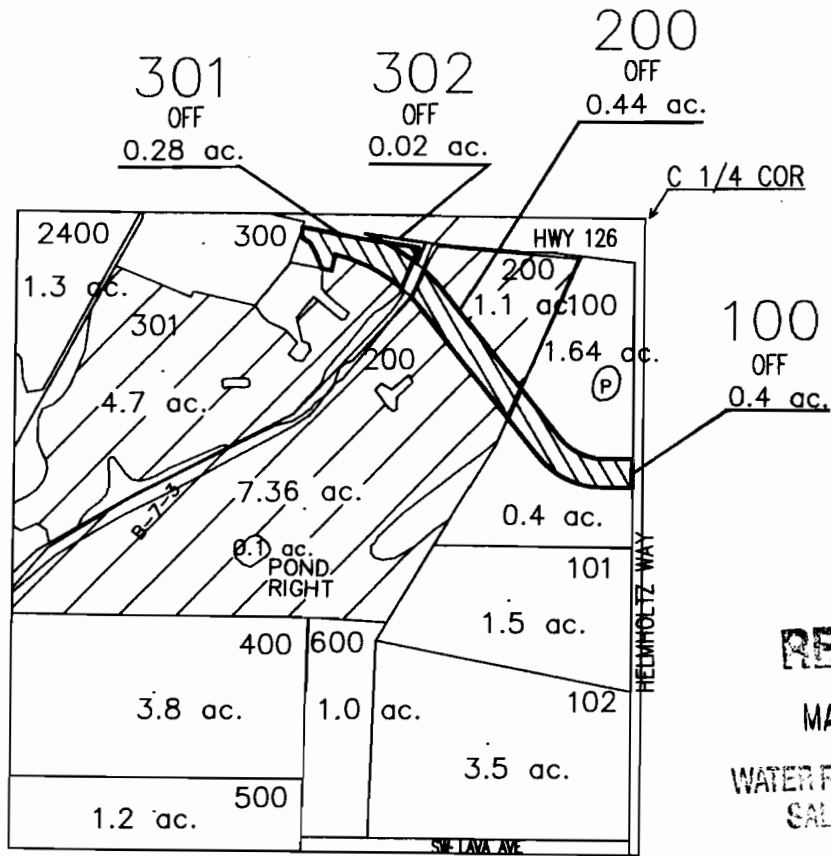 301
OFF
0.28 ac.
302
OFF
0.02 ac.
200
OFF
0.44 ac.
C 1/4 COR
HWY 126
2400
1.3 ac.
300
301
4.7 ac.
200
1.1 ac
100
1.64 ac.
P
100
OFF
0.4 ac.
200
7.36 ac.
B-7-3
0.1 ac.
POND
RIGHT
0.4 ac.
HELMHOLTZ WAY
101
1.5 ac.
102
3.5 ac.
400
3.8 ac.
600
1.0 ac.
500
1.2 ac.
SW LAVA AVE
RE
MA
WATER R
SAL